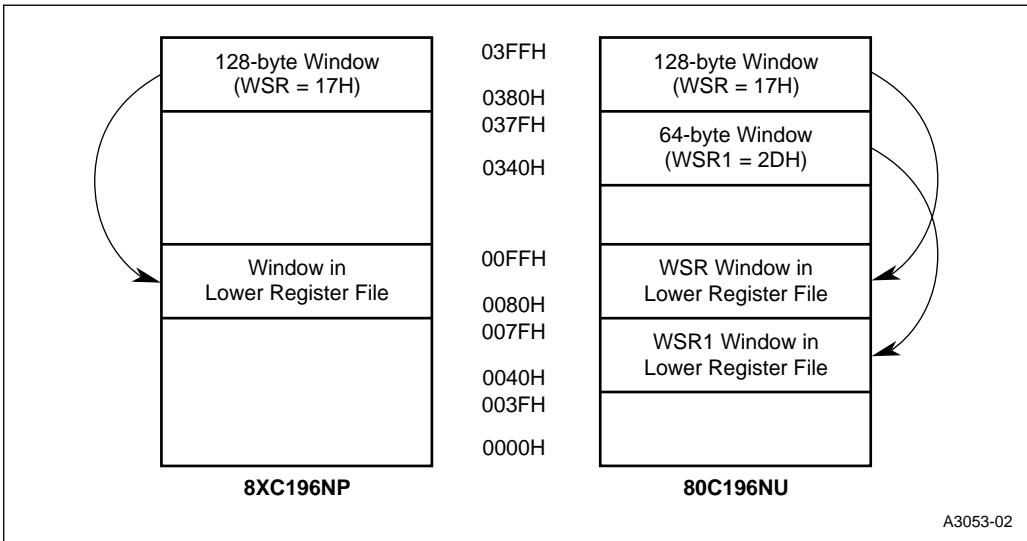 128-byte Window
(WSR = 17H)
Window in
Lower Register File
8XC196NP
03FFH
0380H
037FH
0340H
00FFH
0080H
007FH
0040H
003FH
0000H
128-byte Window
(WSR = 17H)
64-byte Window
(WSR1 = 2DH)
WSR Window in
Lower Register File
WSR1 Window in
Lower Register File
80C196NU
A3053-02